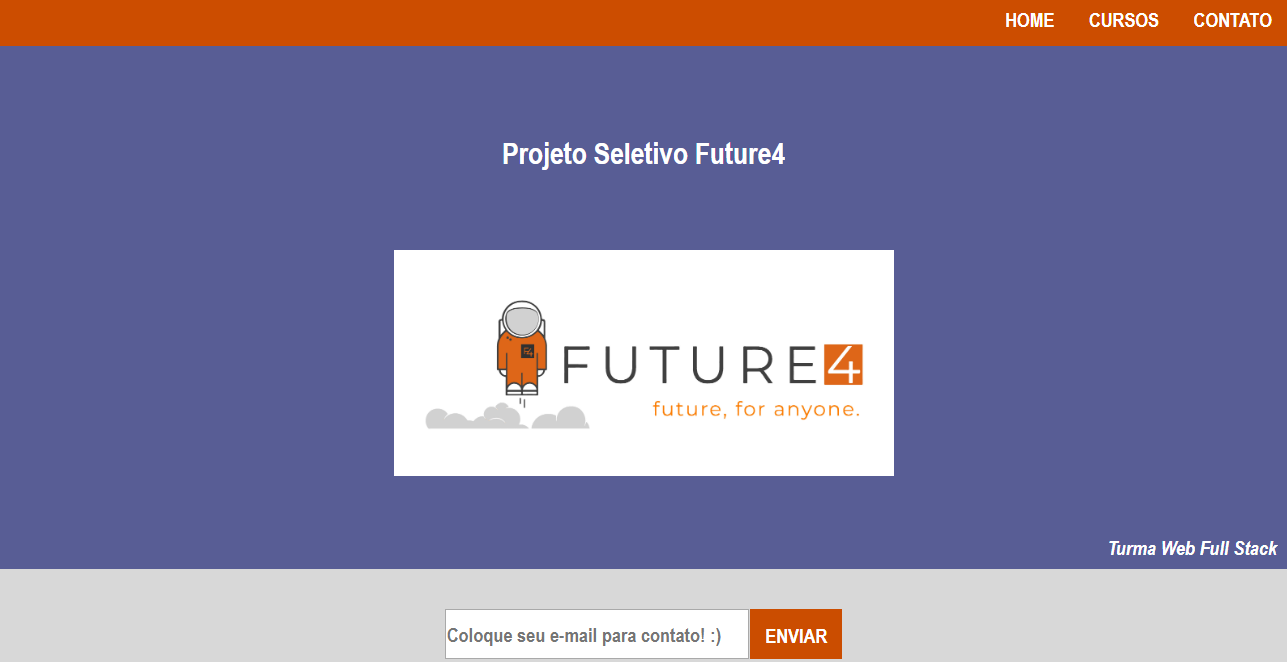 HOME CURSOS CONTATO
Projeto Seletivo Future4
F4
FUTURE4
future, for anyone.
Turma Web Full Stack
Coloque seu e-mail para contato! :) ENVIAR